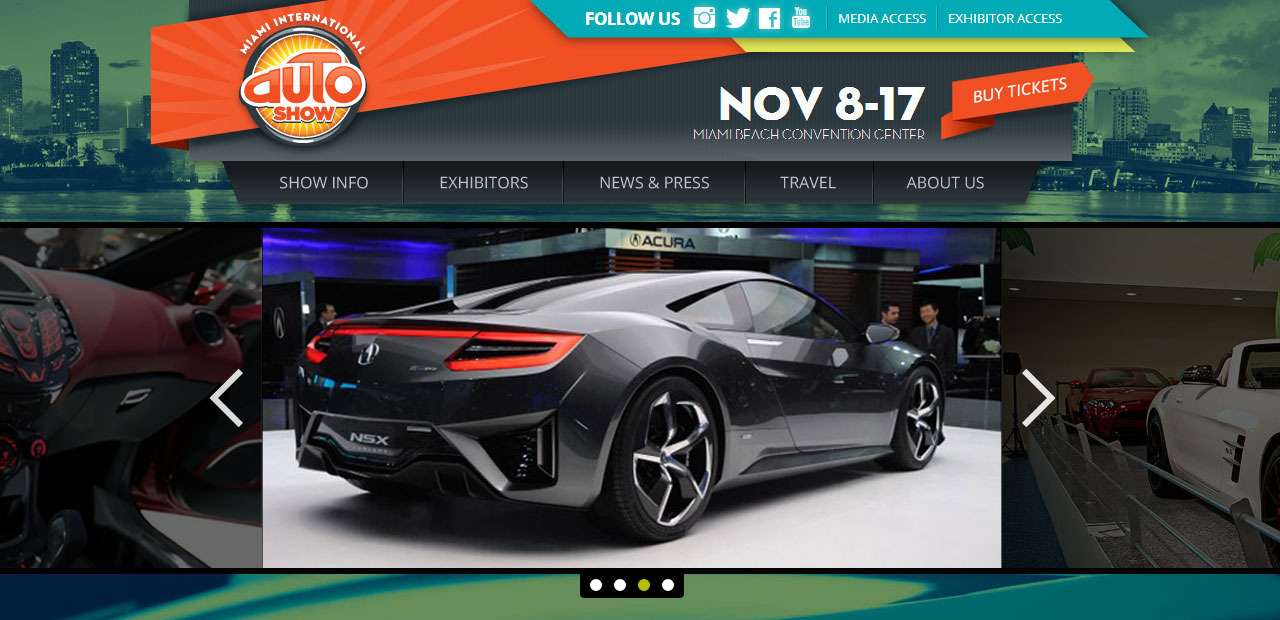 FOLLOW US
You
Tube
MEDIA ACCESS
EXHIBITOR ACCESS
MIAMI INTERNATIONAL
AUTO
SHOW
NOV 8-17
MIAMI BEACH CONVENTION CENTER
BUY TICKETS
SHOW INFO
EXHIBITORS
NEWS & PRESS
TRAVEL
ABOUT US
ACURA
NSX
CONCEPT